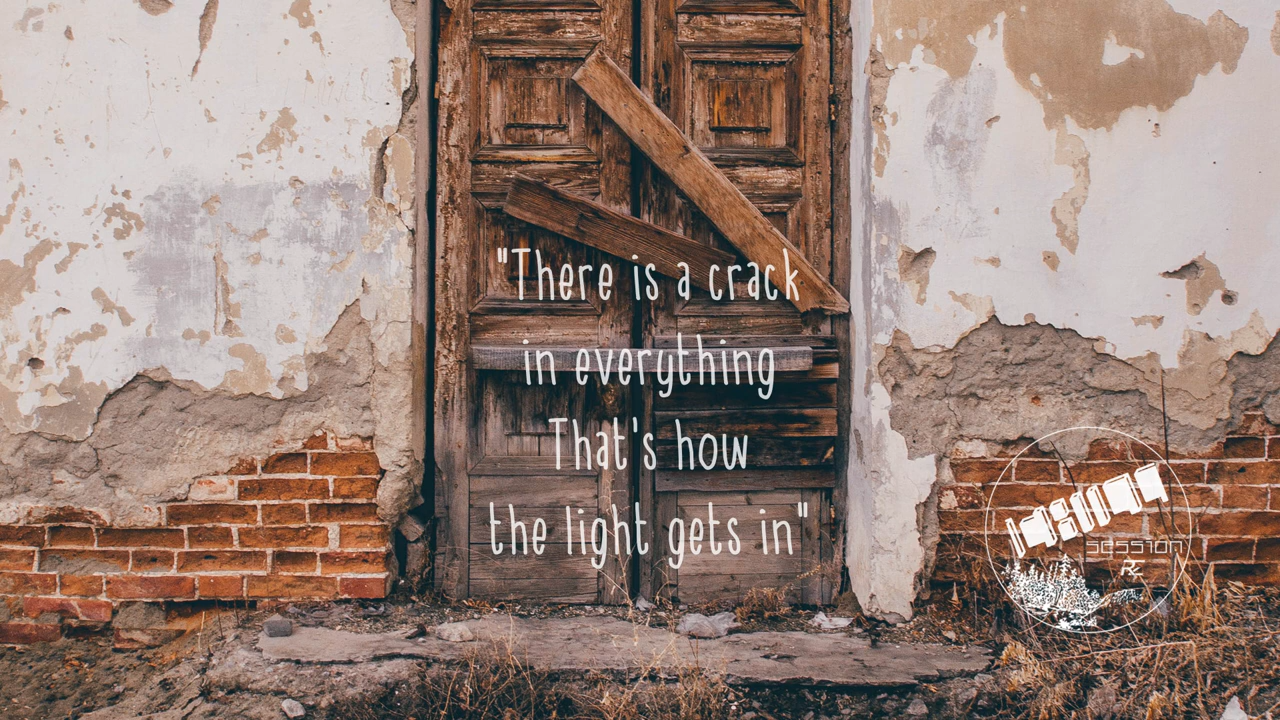 "There is a crack
in everything
That's how
the light gets in"
SESSION